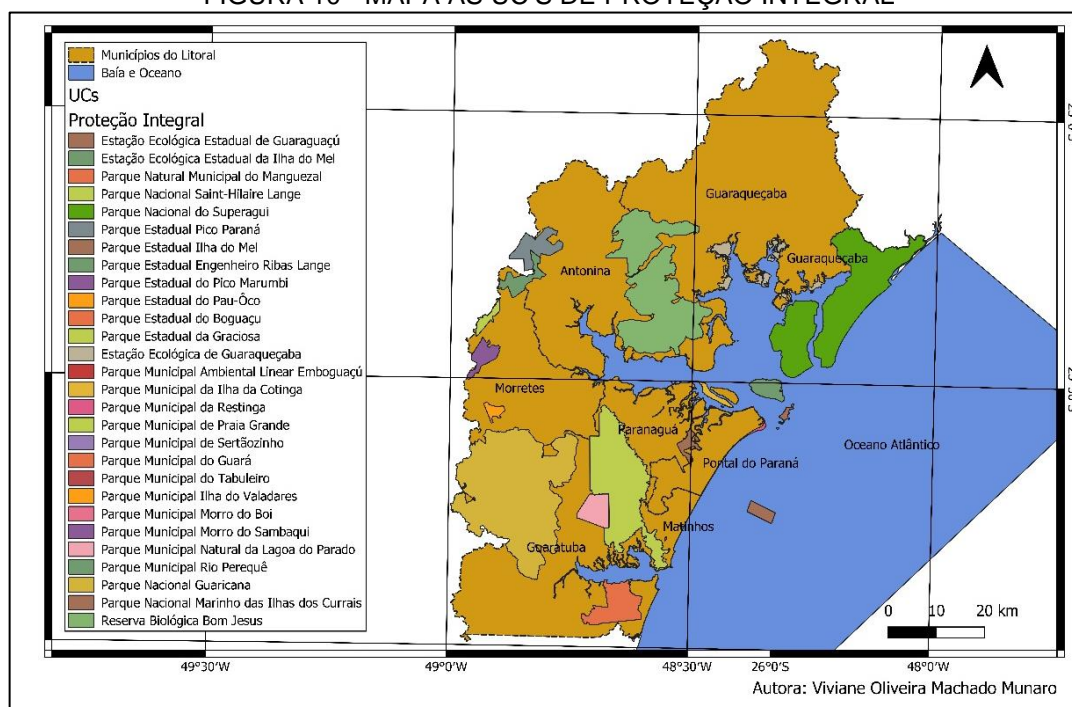 Municípios do Litoral
Baía e Oceano
UCs
Proteção Integral
Estação Ecológica Estadual de Guaraguaçú
Estação Ecológica Estadual da Ilha do Mel
Parque Natural Municipal do Manguezal
Parque Nacional Saint-Hilaire Lange
Parque Nacional do Superagui
Parque Estadual Pico Paraná
Parque Estadual Ilha do Mel
Parque Estadual Engenheiro Ribas Lange
Parque Estadual do Pico Marumbi
Parque Estadual do Pau-Ôco
Parque Estadual do Boguaçu
Parque Estadual da Graciosa
Estação Ecológica de Guaraqueçaba
Parque Municipal Ambiental Linear Emboguaçú
Parque Municipal da Ilha da Cotinga
Parque Municipal da Restinga
Parque Municipal de Praia Grande
Parque Municipal de Sertãozinho
Parque Municipal do Guará
Parque Municipal do Tabuleiro
Parque Municipal Ilha do Valadares
Parque Municipal Morro do Boi
Parque Municipal Morro do Sambaqui
Parque Municipal Natural da Lagoa do Parado
Parque Municipal Rio Perequê
Parque Nacional Guaricana
Parque Nacional Marinho das Ilhas dos Currais
Reserva Biológica Bom Jesus
Guaraqueçaba
Guaraqueçaba
Antonina
Morretes
Paranaguá
Pontal do Paraná
Oceano Atlântico
Matinhos
Guaratuba
0 10 20 km
49°30'W 49°0'W 48°30'W 26°0'S 48°0'W
Autora: Viviane Oliveira Machado Munaro